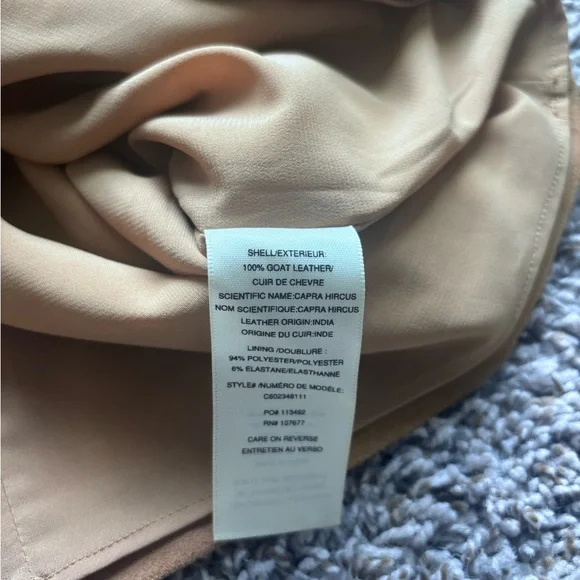 SHELL/EXTERIEUR:
100% GOAT LEATHER/
CUIR DE CHEVRE
SCIENTIFIC NAME:CAPRA HIRCUS
NOM SCIENTIFIQUE:CAPRA HIRCUS
LEATHER ORIGIN:INDIA
ORIGINE DU CUIR:INDE
LINING /DOUBLURE :
94% POLYESTER/POLYESTER
6% ÉLASTANE/ÉLASTHANNE
STYLE# /NUMÉRO DE MODÈLE:
C602348111
PO# 113492
RN# 107677
CARE ON REVERSE
ENTRETIEN AU VERSO